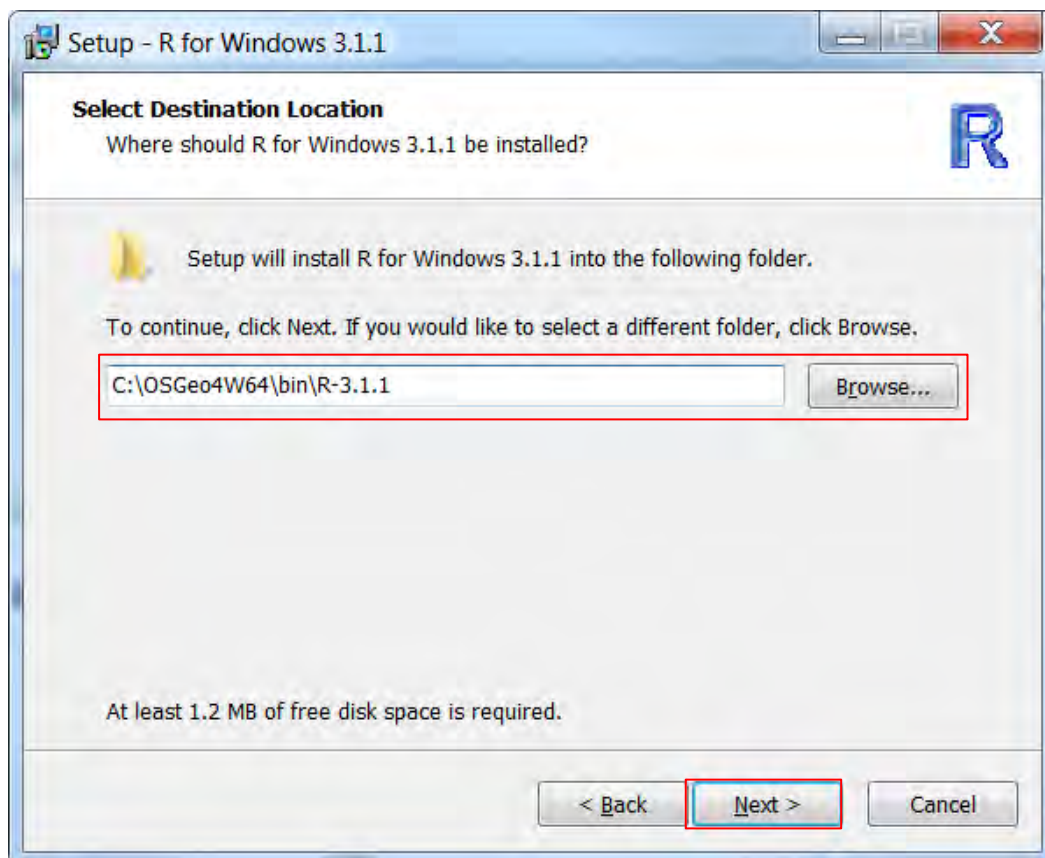 Setup - R for Windows 3.1.1
Select Destination Location
Where should R for Windows 3.1.1 be installed?
R
Setup will install R for Windows 3.1.1 into the following folder.
To continue, click Next. If you would like to select a different folder, click Browse.
C:\OSGeo4W64\bin\R-3.1.1
Browse...
At least 1.2 MB of free disk space is required.
< Back Next > Cancel